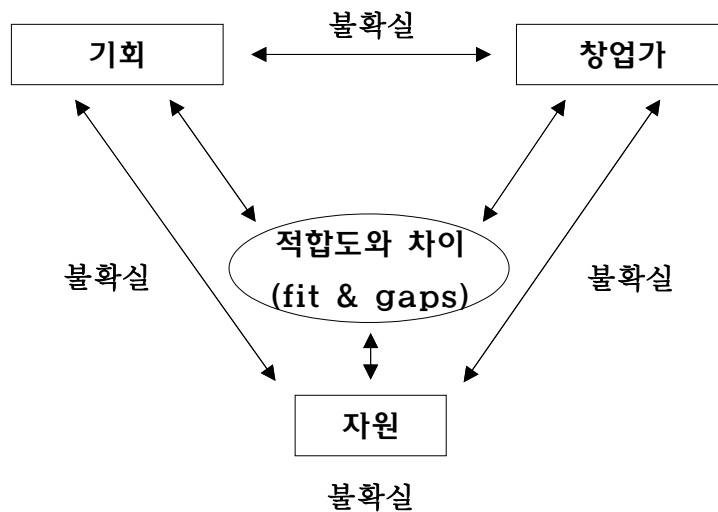 불확실
기회
창업가
적합도와 차이
(fit & gaps)
불확실
불확실
자원
불확실